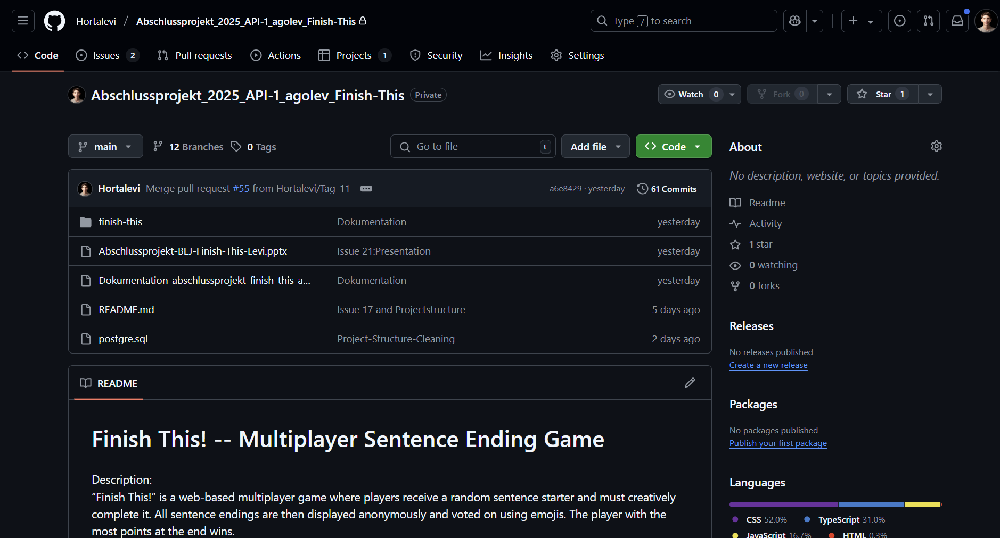 Hortalevi / Abschlussprojekt_2025_API-1_agolev_Finish-This
Type / to search
Code
Issues 2
Pull requests
Actions
Projects 1
Security
Insights
Settings
Abschlussprojekt_2025_API-1_agolev_Finish-This Private
Watch 0
Fork 0
Star 1
main
12 Branches
0 Tags
Go to file t
Add file
Code
Hortalevi Merge pull request #55 from Hortalevi/Tag-11
a6e8429 · yesterday
61 Commits
finish-this Dokumentation yesterday
Abschlussprojekt-BLJ-Finish-This-Levi.pptx Issue 21:Presentation yesterday
Dokumentation_abschlussprojekt_finish_this_a... Dokumentation yesterday
README.md Issue 17 and Projectstructure 5 days ago
postgre.sql Project-Structure-Cleaning 2 days ago
README
Finish This! -- Multiplayer Sentence Ending Game
Description:
“Finish This!” is a web-based multiplayer game where players receive a random sentence starter and must creatively
complete it. All sentence endings are then displayed anonymously and voted on using emojis. The player with the
most points at the end wins.
About
No description, website, or topics provided.
Readme
Activity
1 star
0 watching
0 forks
Releases
No releases published
Create a new release
Packages
No packages published
Publish your first package
Languages
CSS 52.0%
TypeScript 31.0%
JavaScript 16.7%
HTML 0.3%